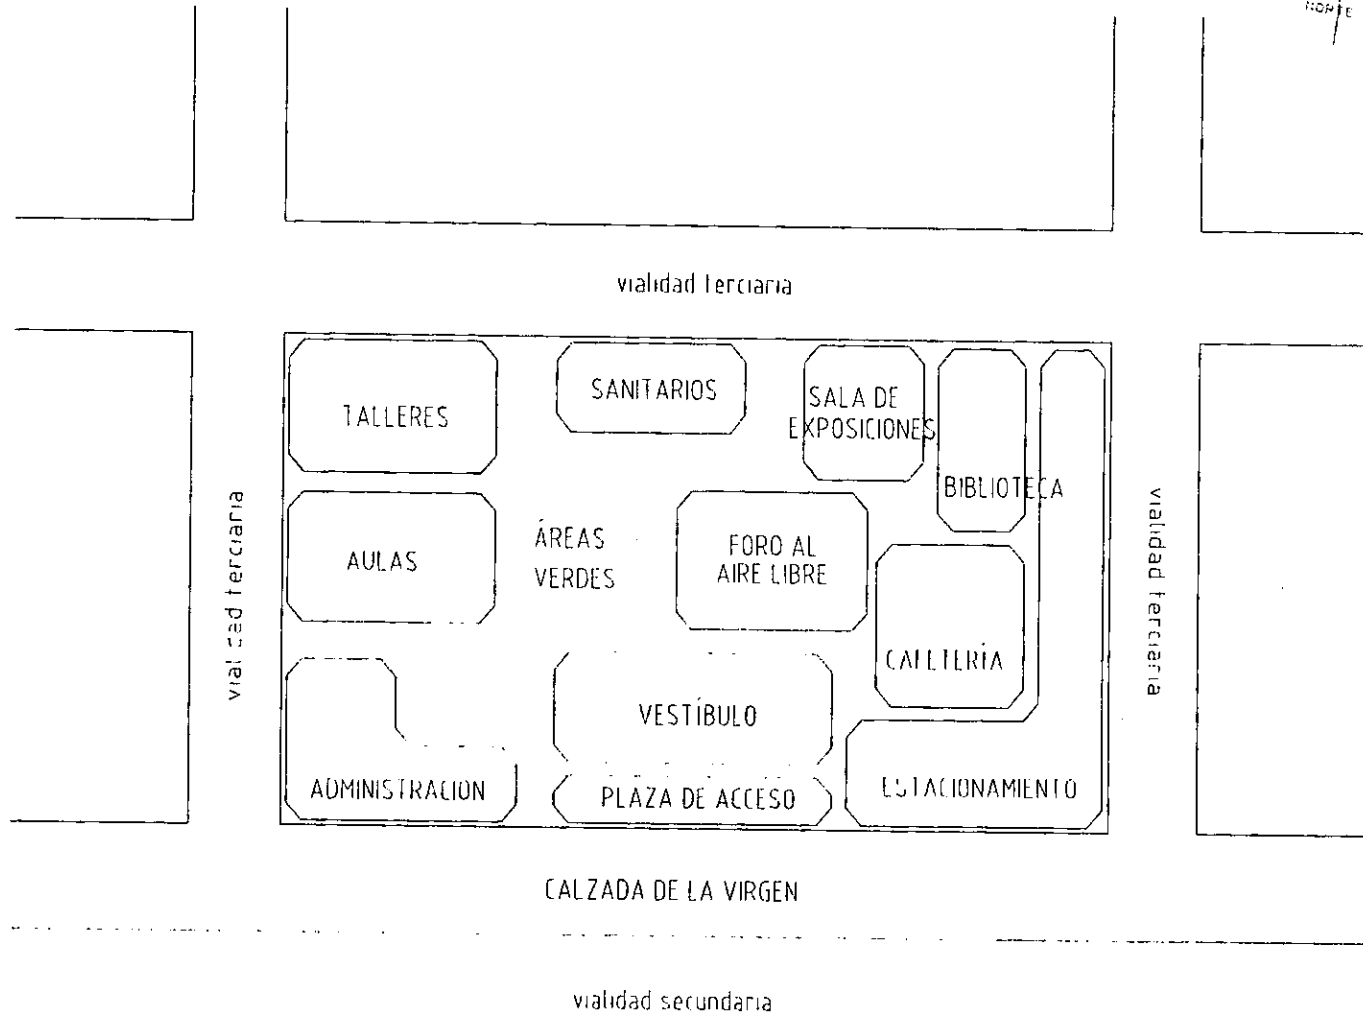 NORTE
vialidad terciaria
TALLERES
SANITARIOS
SALA DE
EXPOSICIONES
BIBLIOTECA
vialidad terciaria
AULAS
ÁREAS
VERDES
FORO AL
AIRE LIBRE
vialidad terciaria
CAFETERÍA
VESTÍBULO
ADMINISTRACION
PLAZA DE ACCESO
ESTACIONAMIENTO
CALZADA DE LA VIRGEN
vialidad secundaria